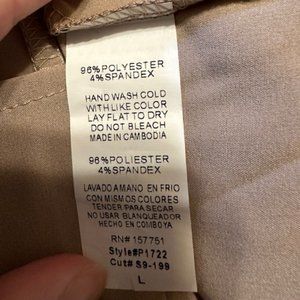 96%POLYESTER
4%SPANDEX
HAND WASH COLD
WITH LIKE COLOR
LAY FLAT TO DRY
DO NOT BLEACH
MADE IN CAMBODIA
96%POLIESTER
4%SPANDEX
LAVADO AMANO EN FRIO
CON MISMOS COLORES
TENDER PARA SECAR
NO USAR BLANQUEADOR
HECHO EN COMBOYA
RN# 157761
Style#P1722
Cut# S9-199
L